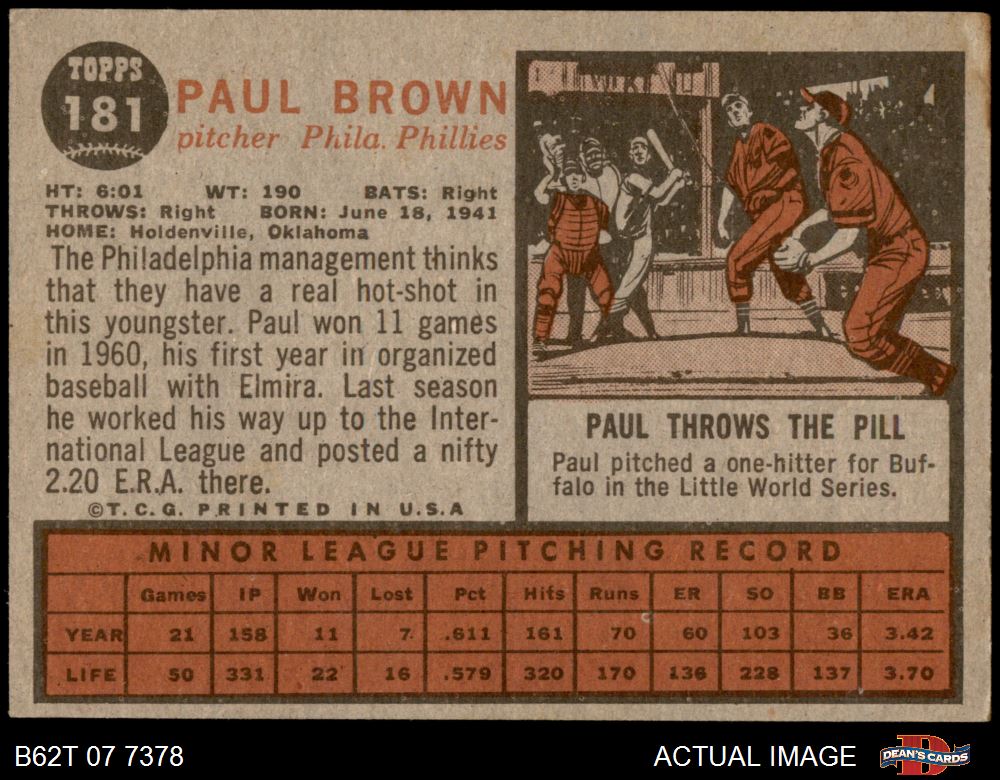 TOPPS
181
PAUL BROWN
pitcher Phila. Phillies
HT: 6:01 WT: 190 BATS: Right
THROWS: Right BORN: June 18, 1941
HOME: Holdenville, Oklahoma
The Philadelphia management thinks
that they have a real hot-shot in
this youngster. Paul won 11 games
in 1960, his first year in organized
baseball with Elmira. Last season
he worked his way up to the Inter-
national League and posted a nifty
2.20 E.R.A. there.
©T.C.G. PRINTED IN U.S.A
PAUL THROWS THE PILL
Paul pitched a one-hitter for Buf-
falo in the Little World Series.
MINOR LEAGUE PITCHING RECORD
Games IP Won Lost Pct Hits Runs ER SO BB ERA
YEAR 21 158 11 7 .611 161 70 60 103 36 3.42
LIFE 50 331 22 16 .579 320 170 136 228 137 3.70
B62T 07 7378
ACTUAL IMAGE
DEAN'S CARDS